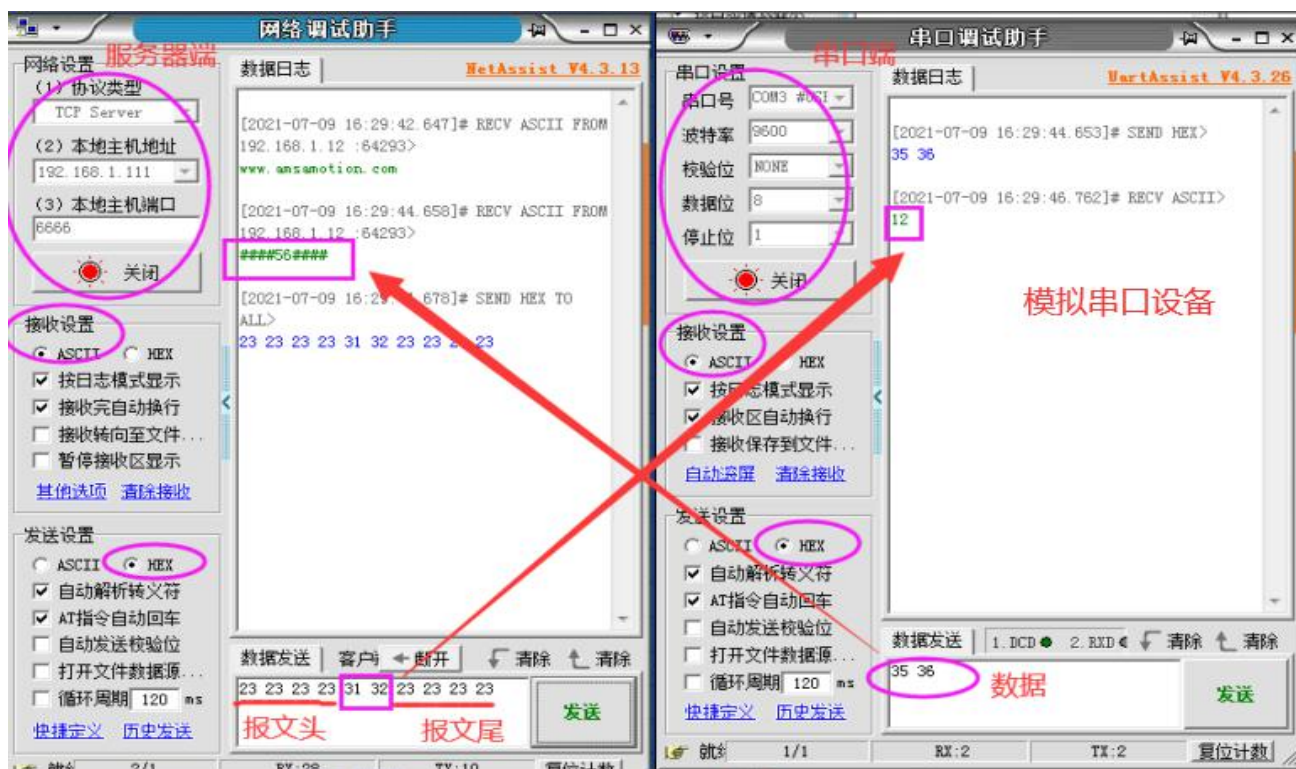 网络调试助手
服务器端
网络设置
(1) 协议类型
TCP Server
(2) 本地主机地址
192.168.1.111
(3) 本地主机端口
6666
关闭
接收设置
ASCII HEX
按日志模式显示
接收完自动换行
接收转向至文件...
暂停接收区显示
其他选项 清除接收
发送设置
ASCII HEX
自动解析转义符
AT指令自动回车
自动发送校验位
打开文件数据源...
循环周期 120 ms
快捷定义 历史发送
数据日志 NetAssist V4.3.13
[2021-07-09 16:29:42.647]# RECV ASCII FROM
192.168.1.12 :64293>
www.amsamotion.com
[2021-07-09 16:29:44.658]# RECV ASCII FROM
192.168.1.12 :64293>
####56####
[2021-07-09 16:29 .678]# SEND HEX TO
ALL>
23 23 23 23 31 32 23 23 23
数据发送 客户 断开 清除 清除
23 23 23 23 31 32 23 23 23 23
报文头 报文尾
发送
串口调试助手
串口端
串口设置
串口号 COM3
波特率 9600
校验位 NONE
数据位 8
停止位 1
关闭
接收设置
ASCII HEX
按日志模式显示
接收区自动换行
接收保存到文件...
自动滚屏 清除接收
发送设置
ASCII HEX
自动解析转义符
AT指令自动回车
自动发送校验位
打开文件数据源...
循环周期 120 ms
快捷定义 历史发送
数据日志 UartAssist V4.3.26
[2021-07-09 16:29:44.653]# SEND HEX>
35 36
[2021-07-09 16:29:46.762]# RECV ASCII>
12
模拟串口设备
数据发送 1.DCD 2.RXD 清除 清除
35 36
数据
发送
1/1 RX:2 TX:2 复位计数